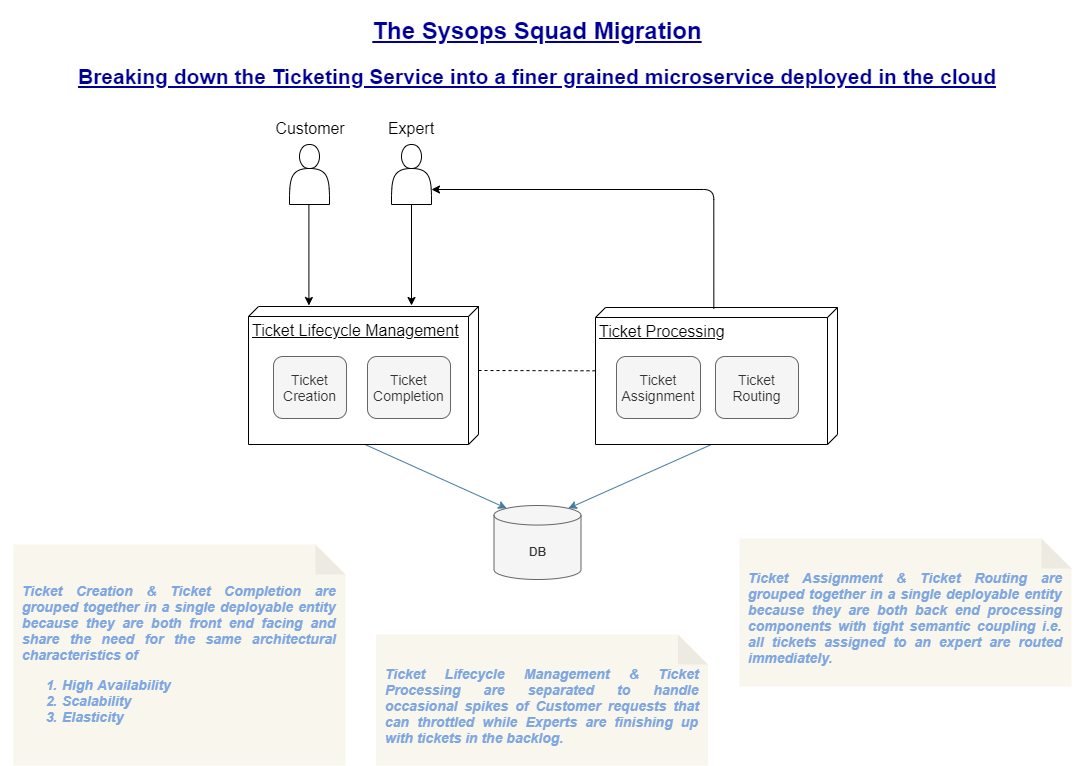 The Sysops Squad Migration
Breaking down the Ticketing Service into a finer grained microservice deployed in the cloud
Customer
Expert
Ticket Lifecycle Management
Ticket
Creation
Ticket
Completion
Ticket Processing
Ticket
Assignment
Ticket
Routing
DB
Ticket Creation & Ticket Completion are
grouped together in a single deployable entity
because they are both front end facing and
share the need for the same architectural
characteristics of
1. High Availability
2. Scalability
3. Elasticity
Ticket Lifecycle Management & Ticket
Processing are separated to handle
occasional spikes of Customer requests that
can throttled while Experts are finishing up
with tickets in the backlog.
Ticket Assignment & Ticket Routing are
grouped together in a single deployable entity
because they are both back end processing
components with tight semantic coupling i.e.
all tickets assigned to an expert are routed
immediately.